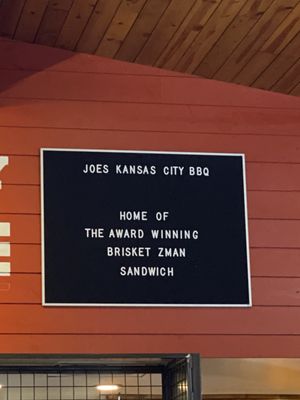 JOES KANSAS CITY BBQ
HOME OF
THE AWARD WINNING
BRISKET ZMAN
SANDWICH